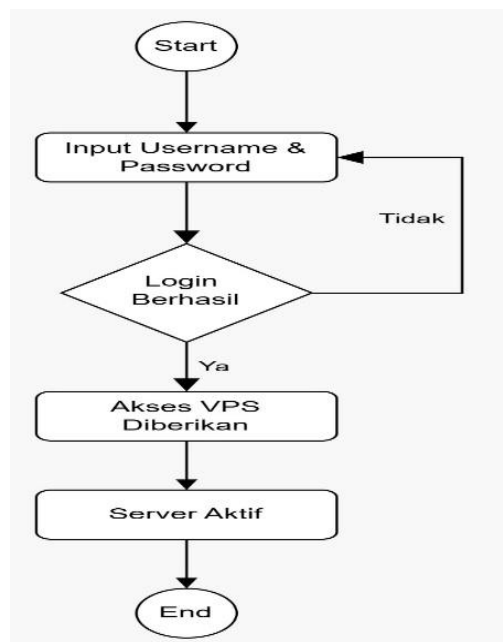 Start
Input Username &
Password
Tidak
Login
Berhasil
Ya
Akses VPS
Diberikan
Server Aktif
End